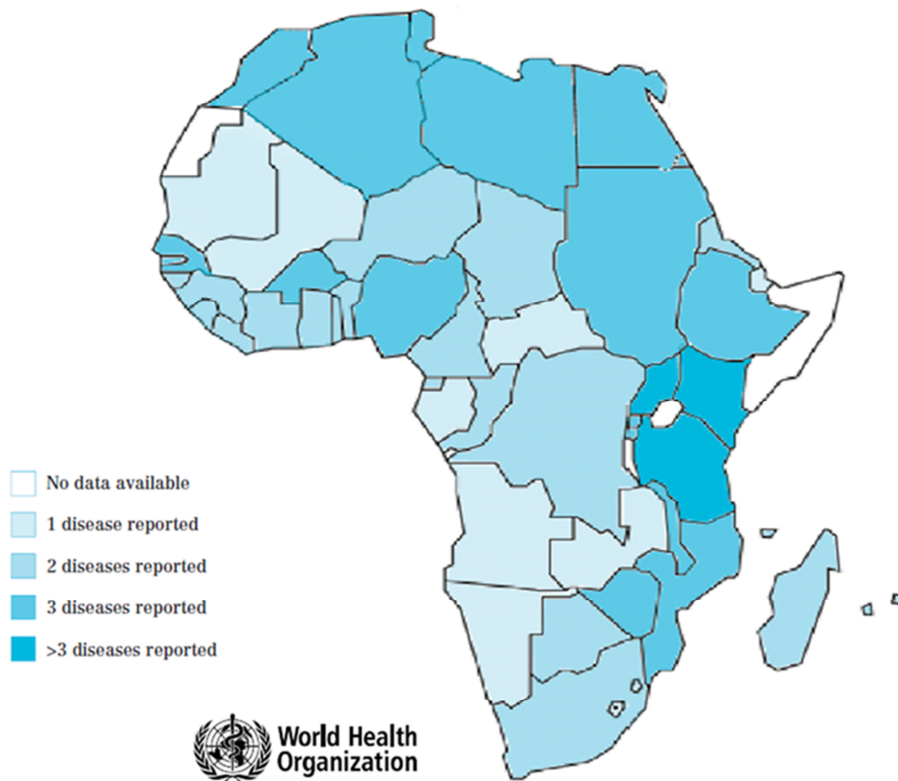 No data available
1 disease reported
2 diseases reported
3 diseases reported
>3 diseases reported
World Health
Organization